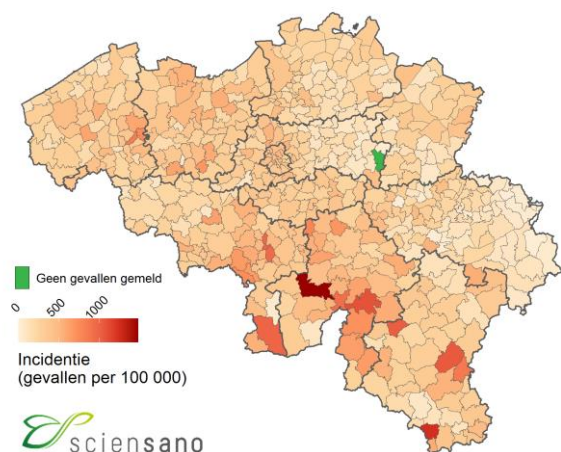 Geen gevallen gemeld
0 500 1000
Incidentie
(gevallen per 100 000)
sciensano